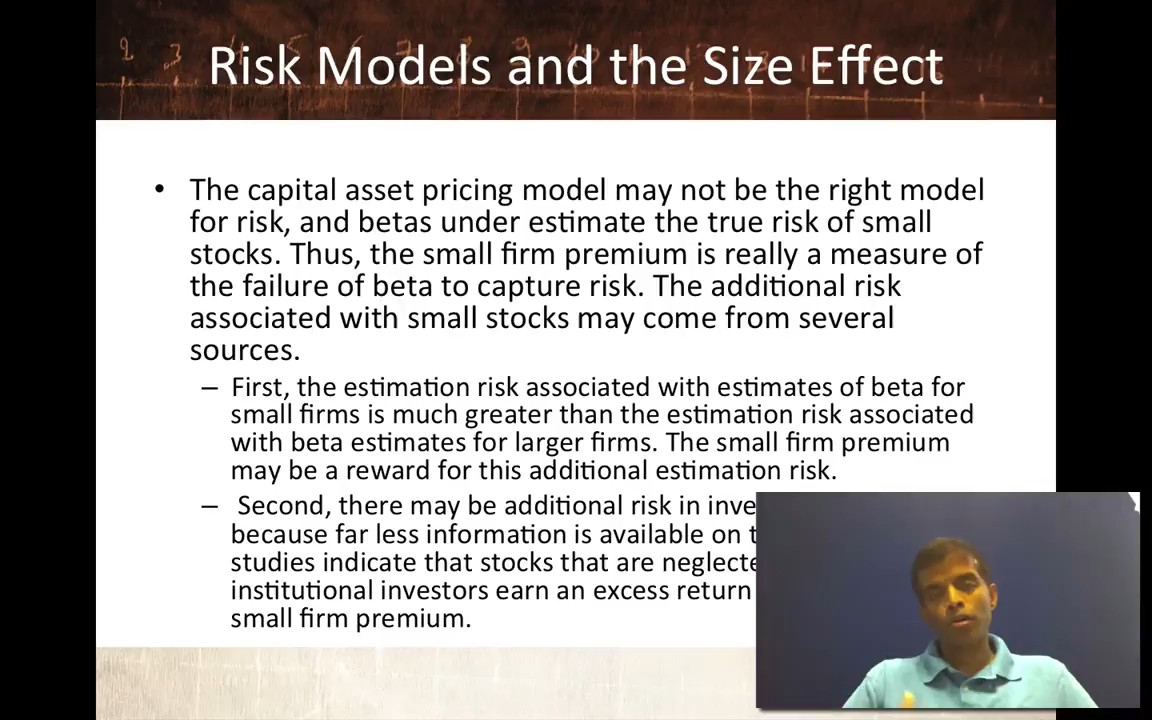 Risk Models and the Size Effect
• The capital asset pricing model may not be the right model
for risk, and betas under estimate the true risk of small
stocks. Thus, the small firm premium is really a measure of
the failure of beta to capture risk. The additional risk
associated with small stocks may come from several
sources.
– First, the estimation risk associated with estimates of beta for
small firms is much greater than the estimation risk associated
with beta estimates for larger firms. The small firm premium
may be a reward for this additional estimation risk.
– Second, there may be additional risk in
because far less information is available on
studies indicate that stocks that are
institutional investors earn an excess return
small firm premium.